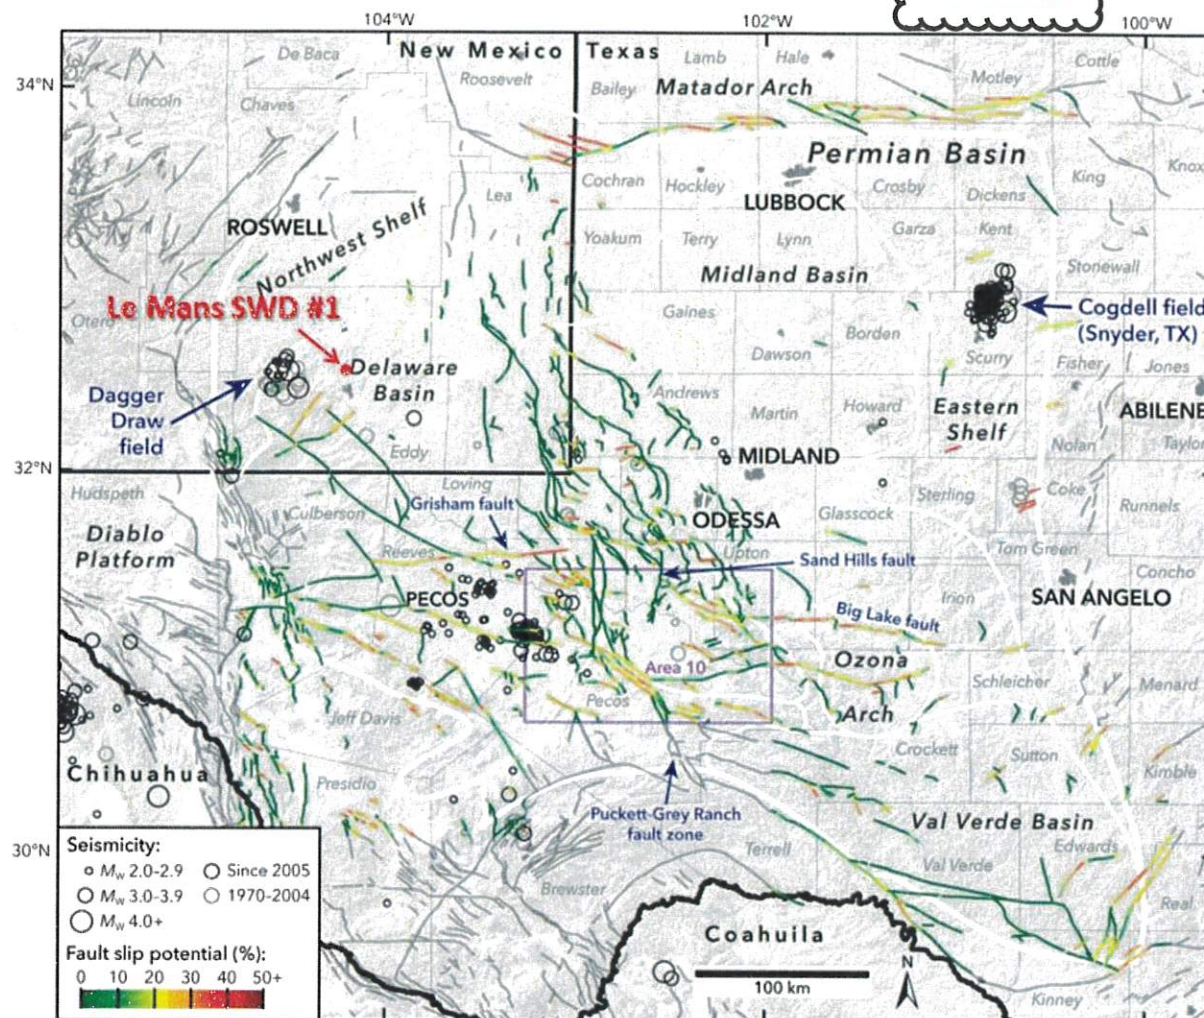 104°W
102°W
100°W
34°N
32°N
30°N
New Mexico
Texas
De Baca
Roosevelt
Lincoln
Chaves
Bailey
Lamb
Hale
Motley
Cottle
Matador Arch
Permian Basin
Cochran
Hockley
LUBBOCK
Crosby
Dickens
King
Knox
Lea
ROSWELL
Northwest Shelf
Yoakum
Terry
Lynn
Garza
Kent
Stonewall
Midland Basin
Le Mans SWD #1
Otero
Gaines
Borden
Cogdell field
(Snyder, TX)
Scurry
Fisher
Jones
Dawson
Delaware
Basin
Dagger
Draw
field
Andrews
Martin
Howard
Eastern
Shelf
ABILENE
Nolan
Taylor
Eddy
MIDLAND
Hudspeth
Loving
Grisham fault
Culberson
Diablo
Platform
ODESSA
Glasscock
Sterling
Coke
Runnels
Reeves
Upton
Sand Hills fault
Tom Green
Concho
PECOS
Irion
SAN ANGELO
Big Lake fault
Area 10
Ozona
Arch
Pecos
Schleicher
Menard
Jeff Davis
Crockett
Sutton
Kimble
Chihuahua
Presidio
Puckett-Grey Ranch
fault zone
Val Verde Basin
Terrell
Val Verde
Edwards
Real
Brewster
Coahuila
Kinney
N
100 km
Seismicity:
Mw 2.0-2.9
Since 2005
Mw 3.0-3.9
1970-2004
Mw 4.0+
Fault slip potential (%):
0 10 20 30 40 50+